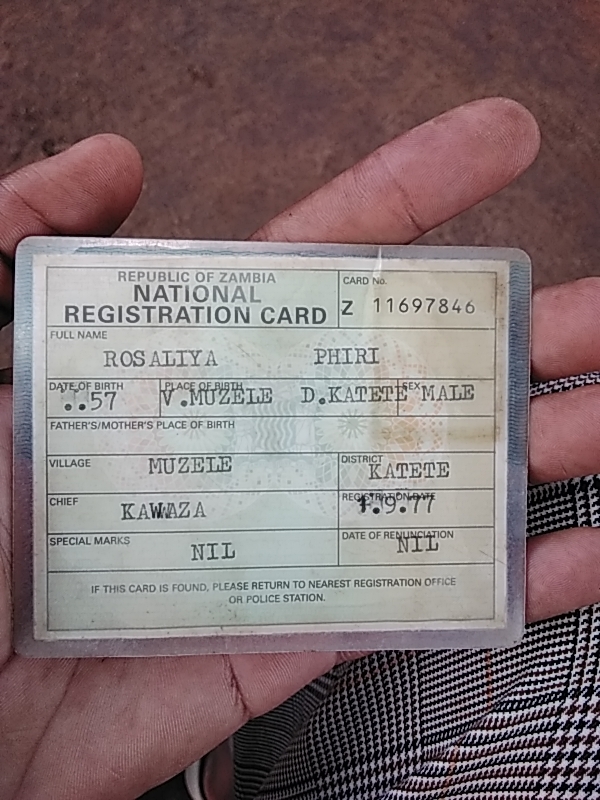 REPUBLIC OF ZAMBIA
NATIONAL
REGISTRATION CARD
CARD No.
Z 11697846
FULL NAME
ROSALIYA PHIRI
DATE OF BIRTH PLACE OF BIRTH SEX
..57 V.MUZELE D.KATETE MALE
FATHER'S/MOTHER'S PLACE OF BIRTH
VILLAGE MUZELE DISTRICT KATETE
CHIEF KAWAZA REGISTRATION DATE .9.77
SPECIAL MARKS NIL DATE OF RENUNCIATION NIL
IF THIS CARD IS FOUND, PLEASE RETURN TO NEAREST REGISTRATION OFFICE
OR POLICE STATION.